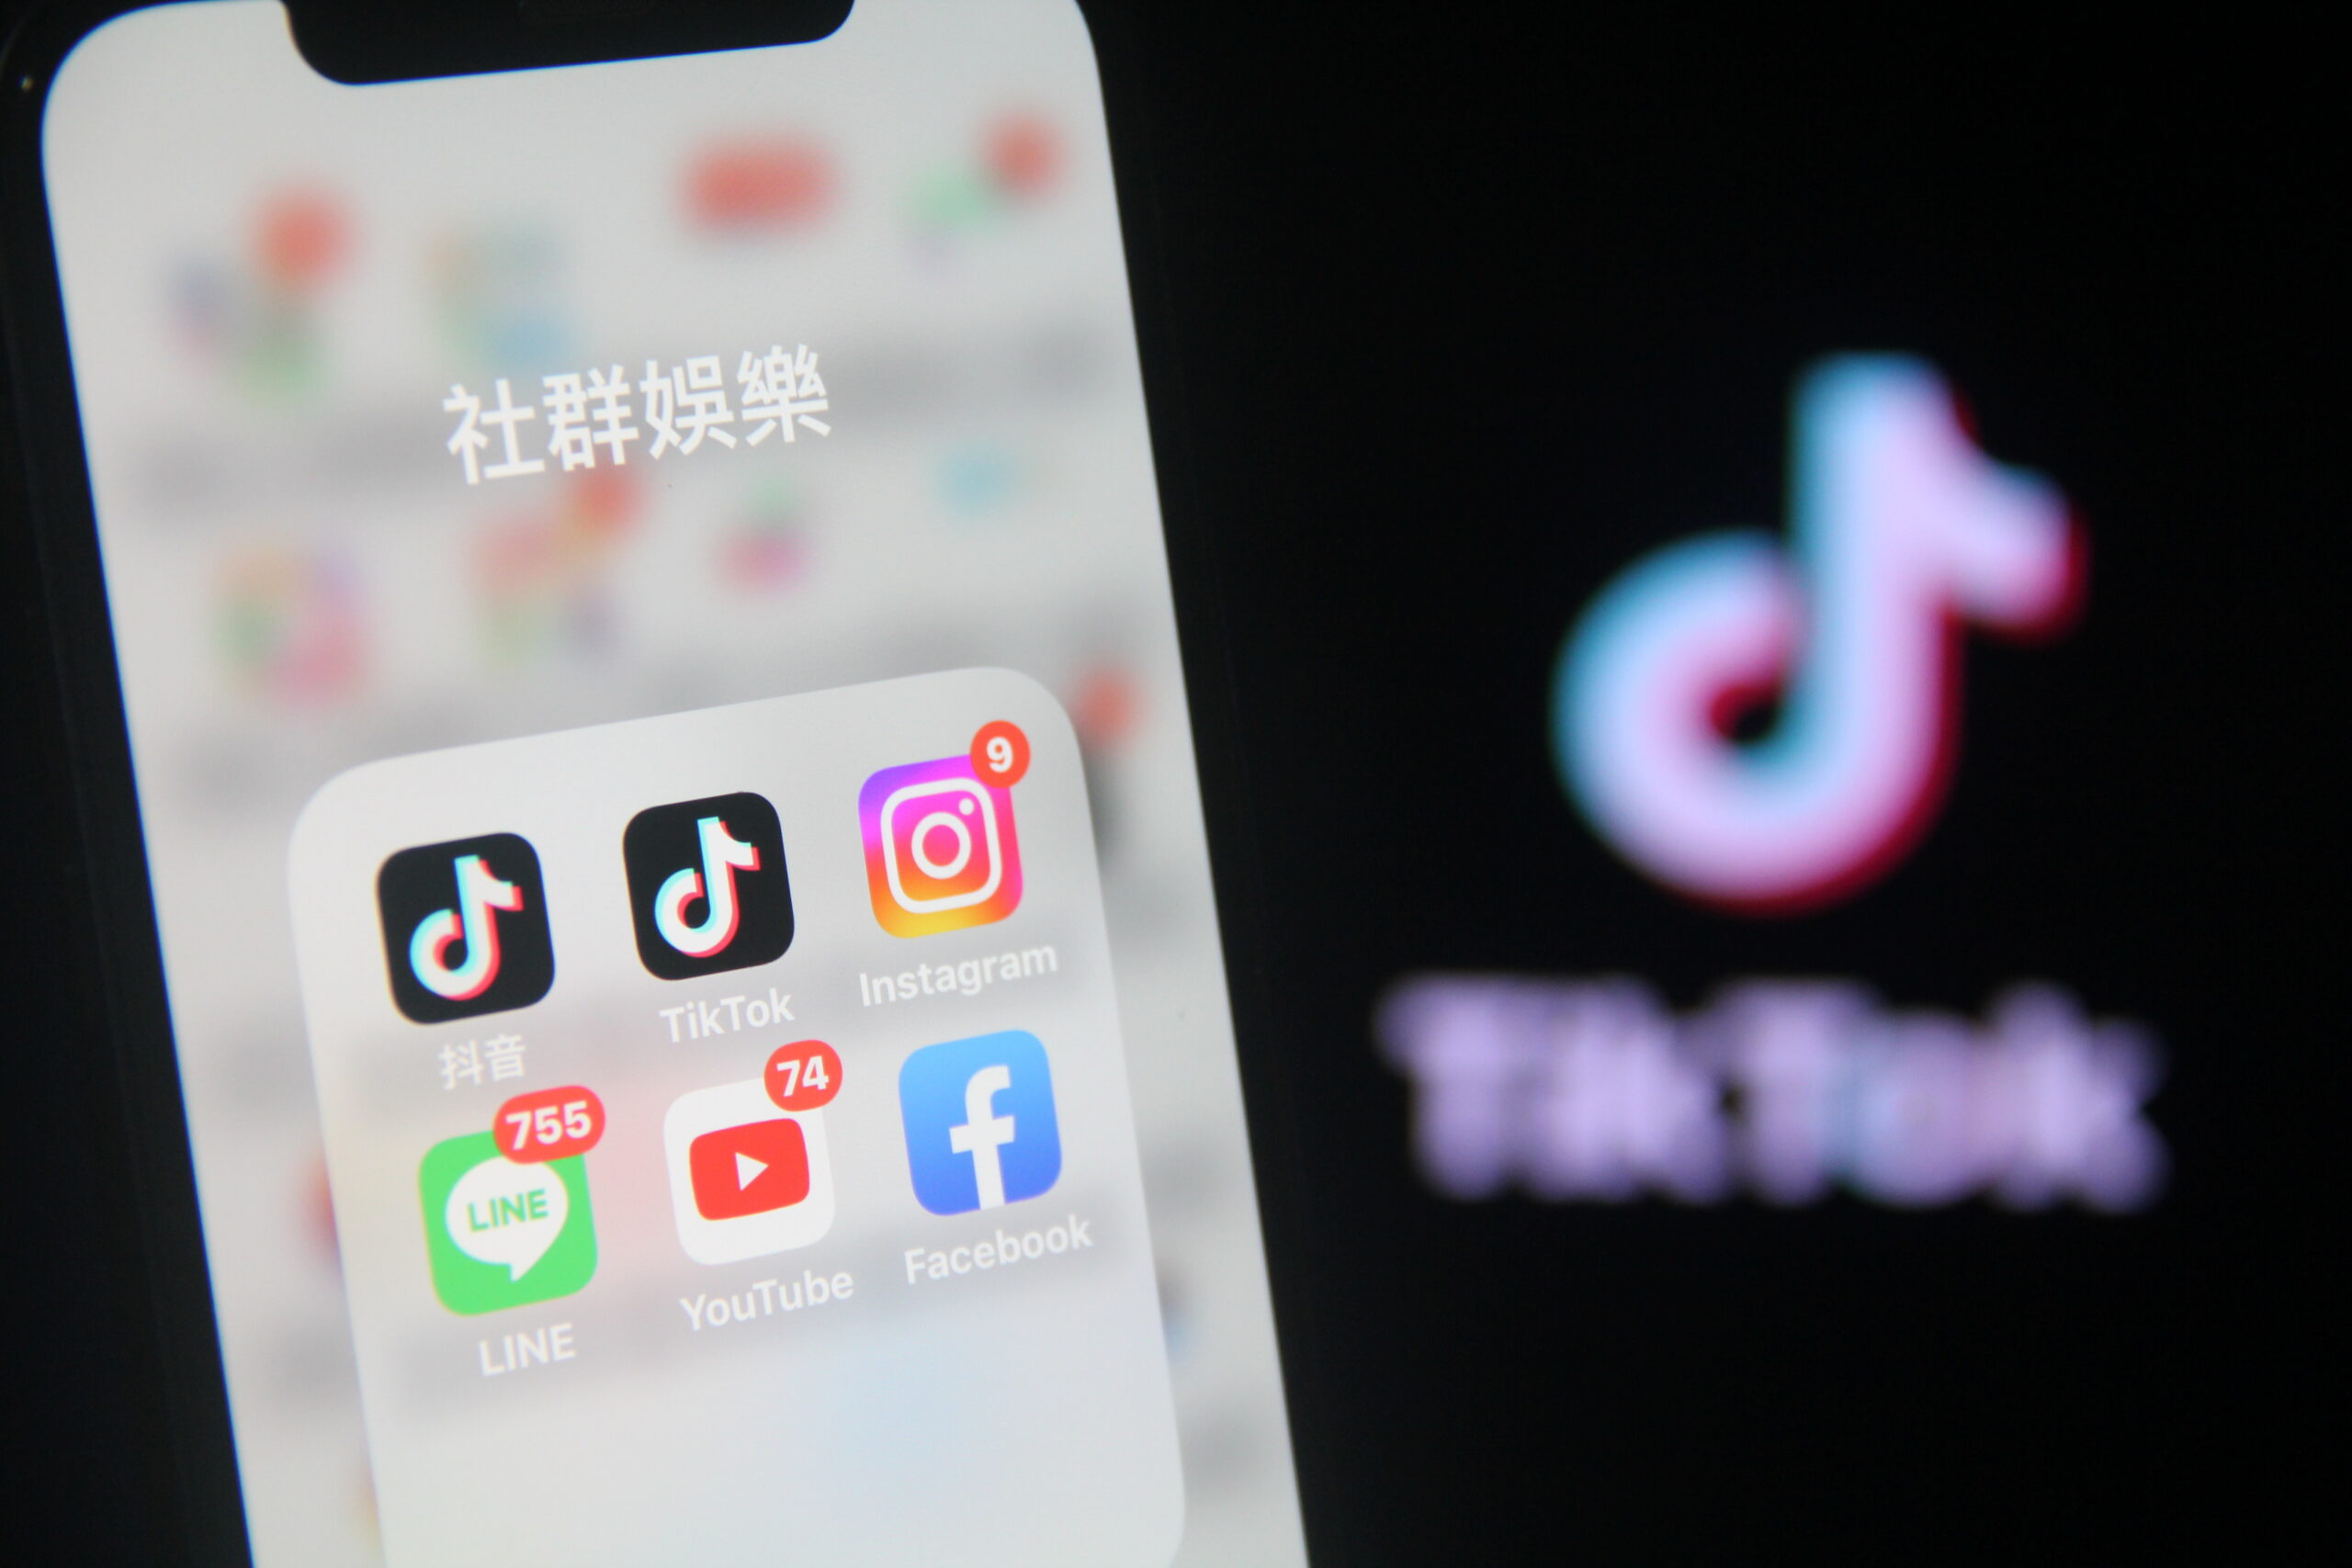 社群娛樂
9
抖音
TikTok
Instagram
755
74
LINE
LINE
YouTube
Facebook
TikTok